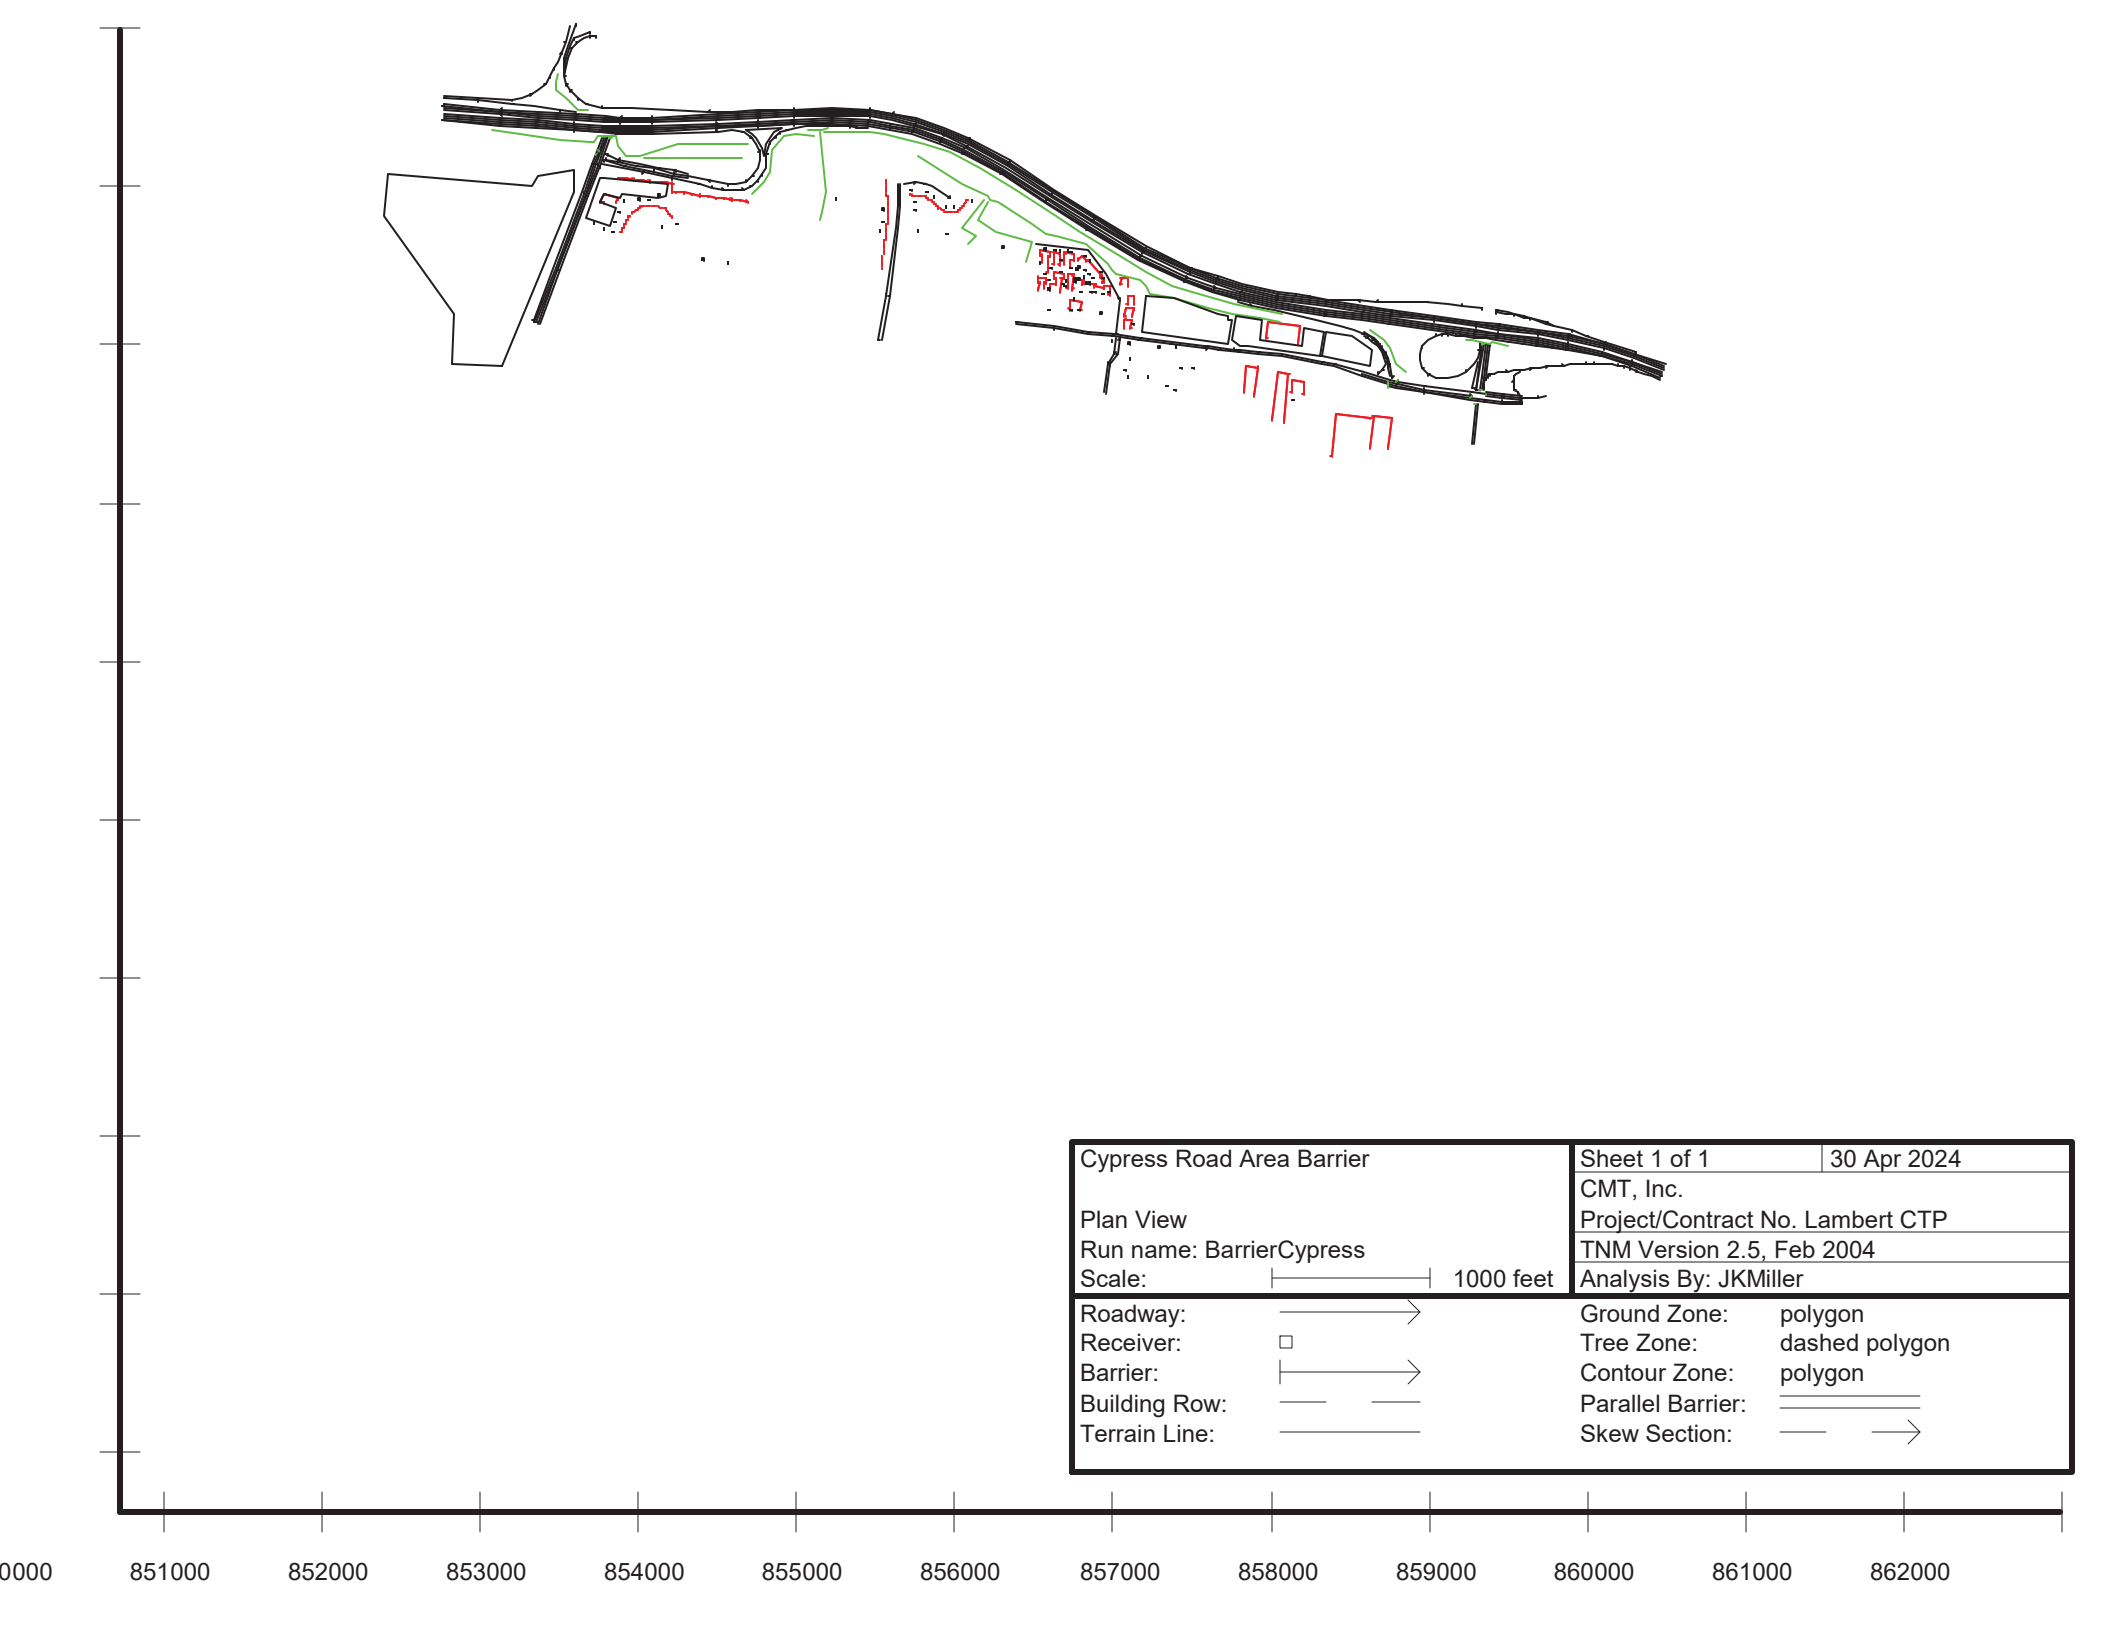 Cypress Road Area Barrier
Sheet 1 of 1
30 Apr 2024
CMT, Inc.
Plan View
Project/Contract No. Lambert CTP
Run name: BarrierCypress
TNM Version 2.5, Feb 2004
Scale:
1000 feet
Analysis By: JKMiller
Roadway:
Ground Zone:
polygon
Receiver:
Tree Zone:
dashed polygon
Barrier:
Contour Zone:
polygon
Building Row:
Parallel Barrier:
Terrain Line:
Skew Section:
0000 851000 852000 853000 854000 855000 856000 857000 858000 859000 860000 861000 862000